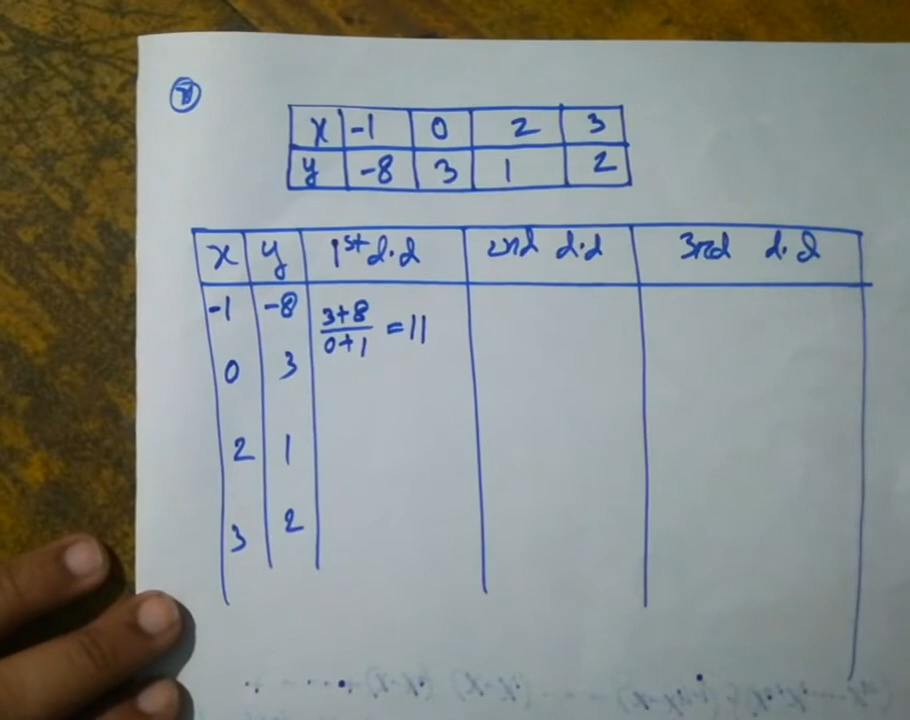 x -1 0 2 3
y -8 3 1 2
x y 1st d.d 2nd d.d 3rd d.d
-1 -8 3+8/0+1 = 11
0 3
2 1
3 2